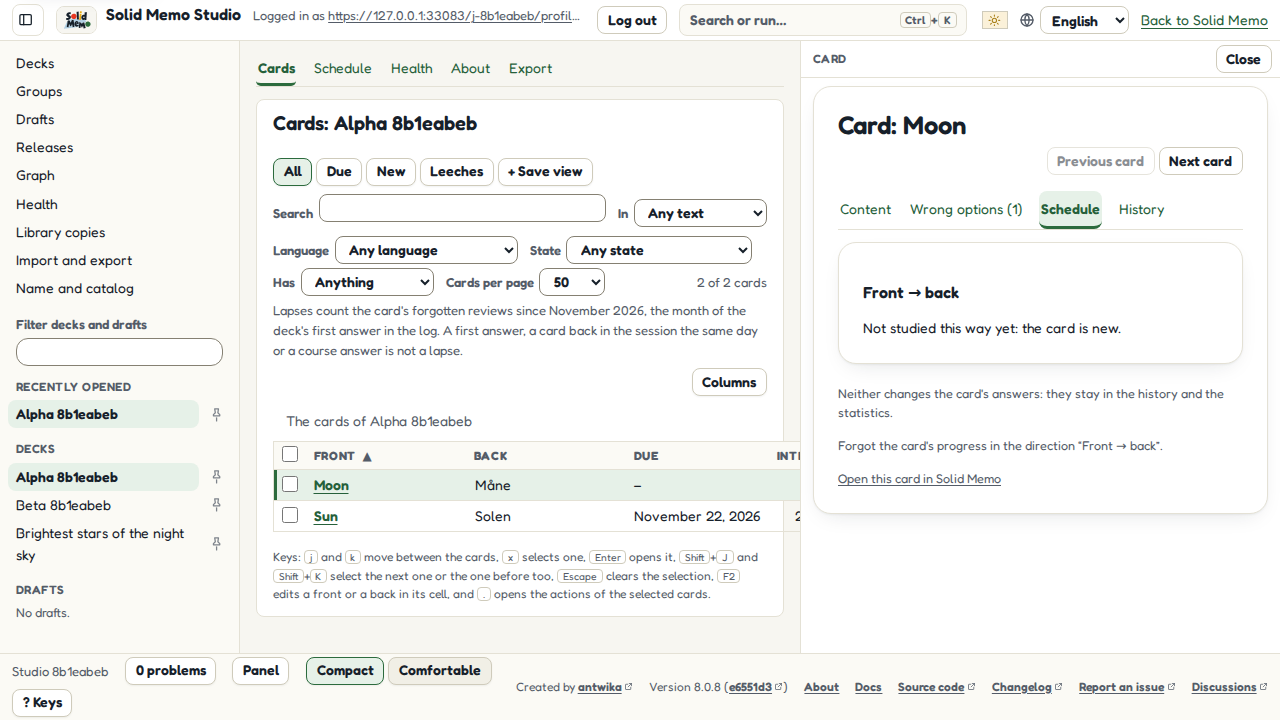 Solid Memo
Solid Memo Studio
Logged in as https://127.0.0.1:33083/j-8b1eabeb/profil...
Log out
Search or run...
Ctrl+K
English
Back to Solid Memo
Decks
Groups
Drafts
Releases
Graph
Health
Library copies
Import and export
Name and catalog
Filter decks and drafts
RECENTLY OPENED
Alpha 8b1eabeb
DECKS
Alpha 8b1eabeb
Beta 8b1eabeb
Brightest stars of the night
sky
DRAFTS
No drafts.
Cards Schedule Health About Export
Cards: Alpha 8b1eabeb
All Due New Leeches + Save view
Search In Any text
Language Any language State Any state
Has Anything Cards per page 50 2 of 2 cards
Lapses count the card's forgotten reviews since November 2026, the month of the
deck's first answer in the log. A first answer, a card back in the session the same day
or a course answer is not a lapse.
Columns
The cards of Alpha 8b1eabeb
FRONT ▲ BACK DUE INT
Moon Måne –
Sun Solen November 22, 2026 2
Keys: j and k move between the cards, x selects one, Enter opens it, Shift+J and
Shift+K select the next one or the one before too, Escape clears the selection, F2
edits a front or a back in its cell, and . opens the actions of the selected cards.
CARD
Close
Card: Moon
Previous card Next card
Content Wrong options (1) Schedule History
Front → back
Not studied this way yet: the card is new.
Neither changes the card's answers: they stay in the history and the
statistics.
Forgot the card's progress in the direction “Front → back”.
Open this card in Solid Memo
Studio 8b1eabeb 0 problems Panel Compact Comfortable
? Keys
Created by antwika Version 8.0.8 (e6551d3) About Docs Source code Changelog Report an issue Discussions